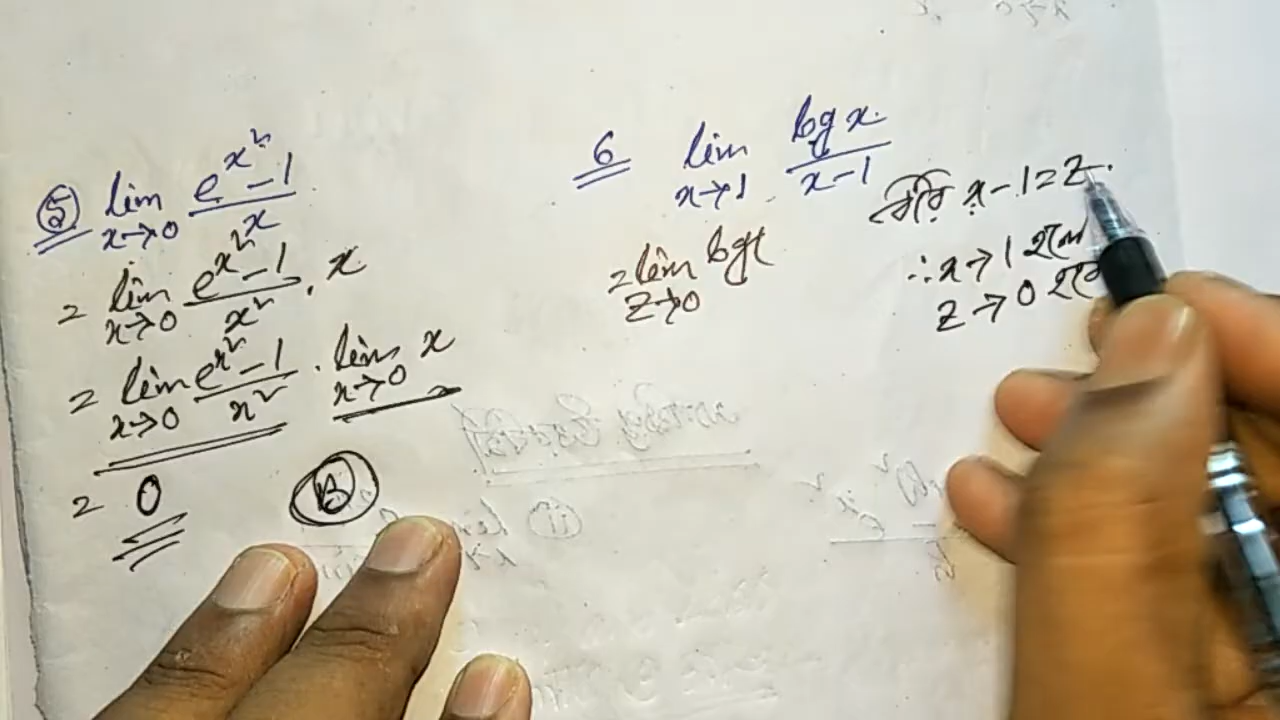 ⑤ lim x→0 (e^x² -1)/x
= lim x→0 (e^x² -1)/x² . x
= lim x→0 (e^x² -1)/x² . lim x→0 x
= 0
B
6 lim x→1 (log x)/(x-1)
= lim z→0 log
ধরি x-1=z
∴ x→1 হলে
z→0